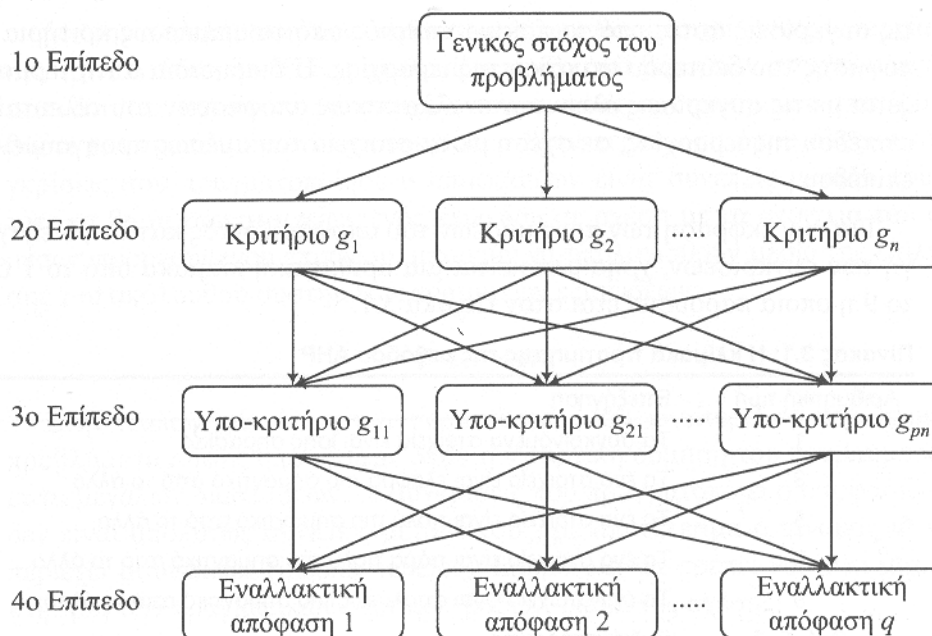 1ο Επίπεδο
Γενικός στόχος του
προβλήματος
2ο Επίπεδο
Κριτήριο g1
Κριτήριο g2
.....
Κριτήριο gn
3ο Επίπεδο
Υπο-κριτήριο g11
Υπο-κριτήριο g21
.....
Υπο-κριτήριο gpn
4ο Επίπεδο
Εναλλακτική
απόφαση 1
Εναλλακτική
απόφαση 2
.....
Εναλλακτική
απόφαση q